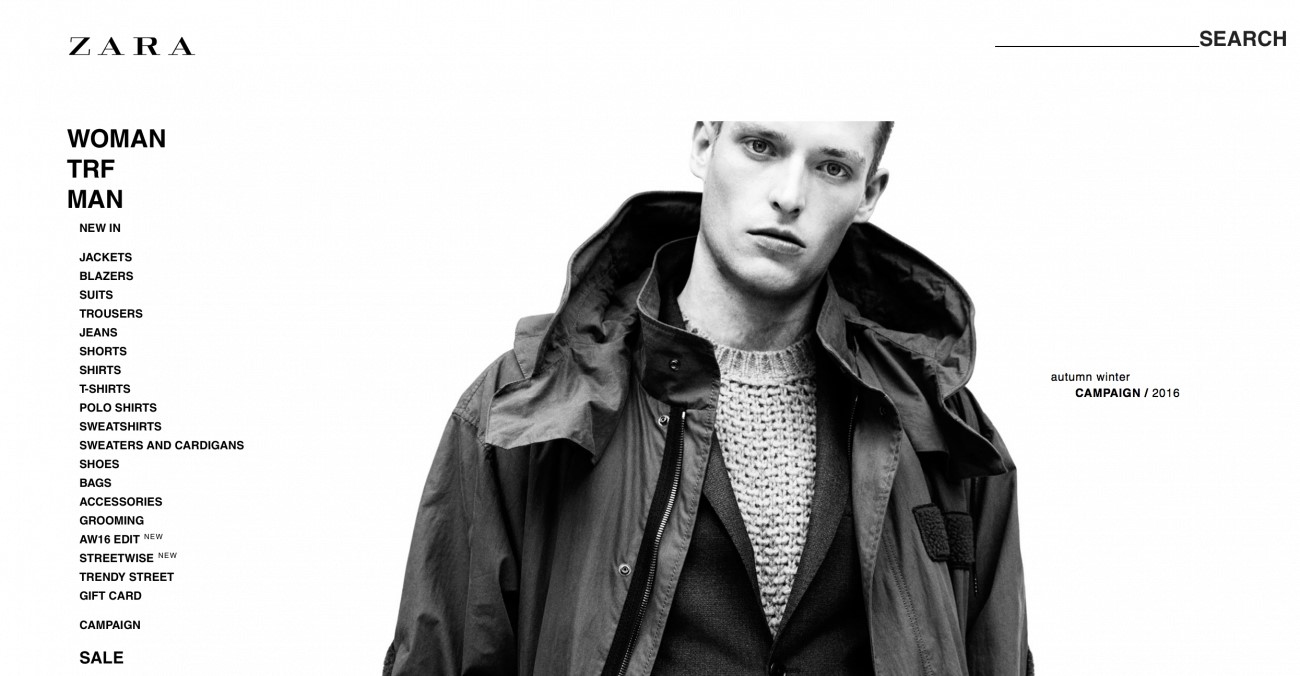 ZARA
SEARCH
WOMAN
TRF
MAN
NEW IN
JACKETS
BLAZERS
SUITS
TROUSERS
JEANS
SHORTS
SHIRTS
T-SHIRTS
POLO SHIRTS
SWEATSHIRTS
SWEATERS AND CARDIGANS
SHOES
BAGS
ACCESSORIES
GROOMING
AW16 EDIT NEW
STREETWISE NEW
TRENDY STREET
GIFT CARD
CAMPAIGN
SALE
autumn winter
CAMPAIGN / 2016